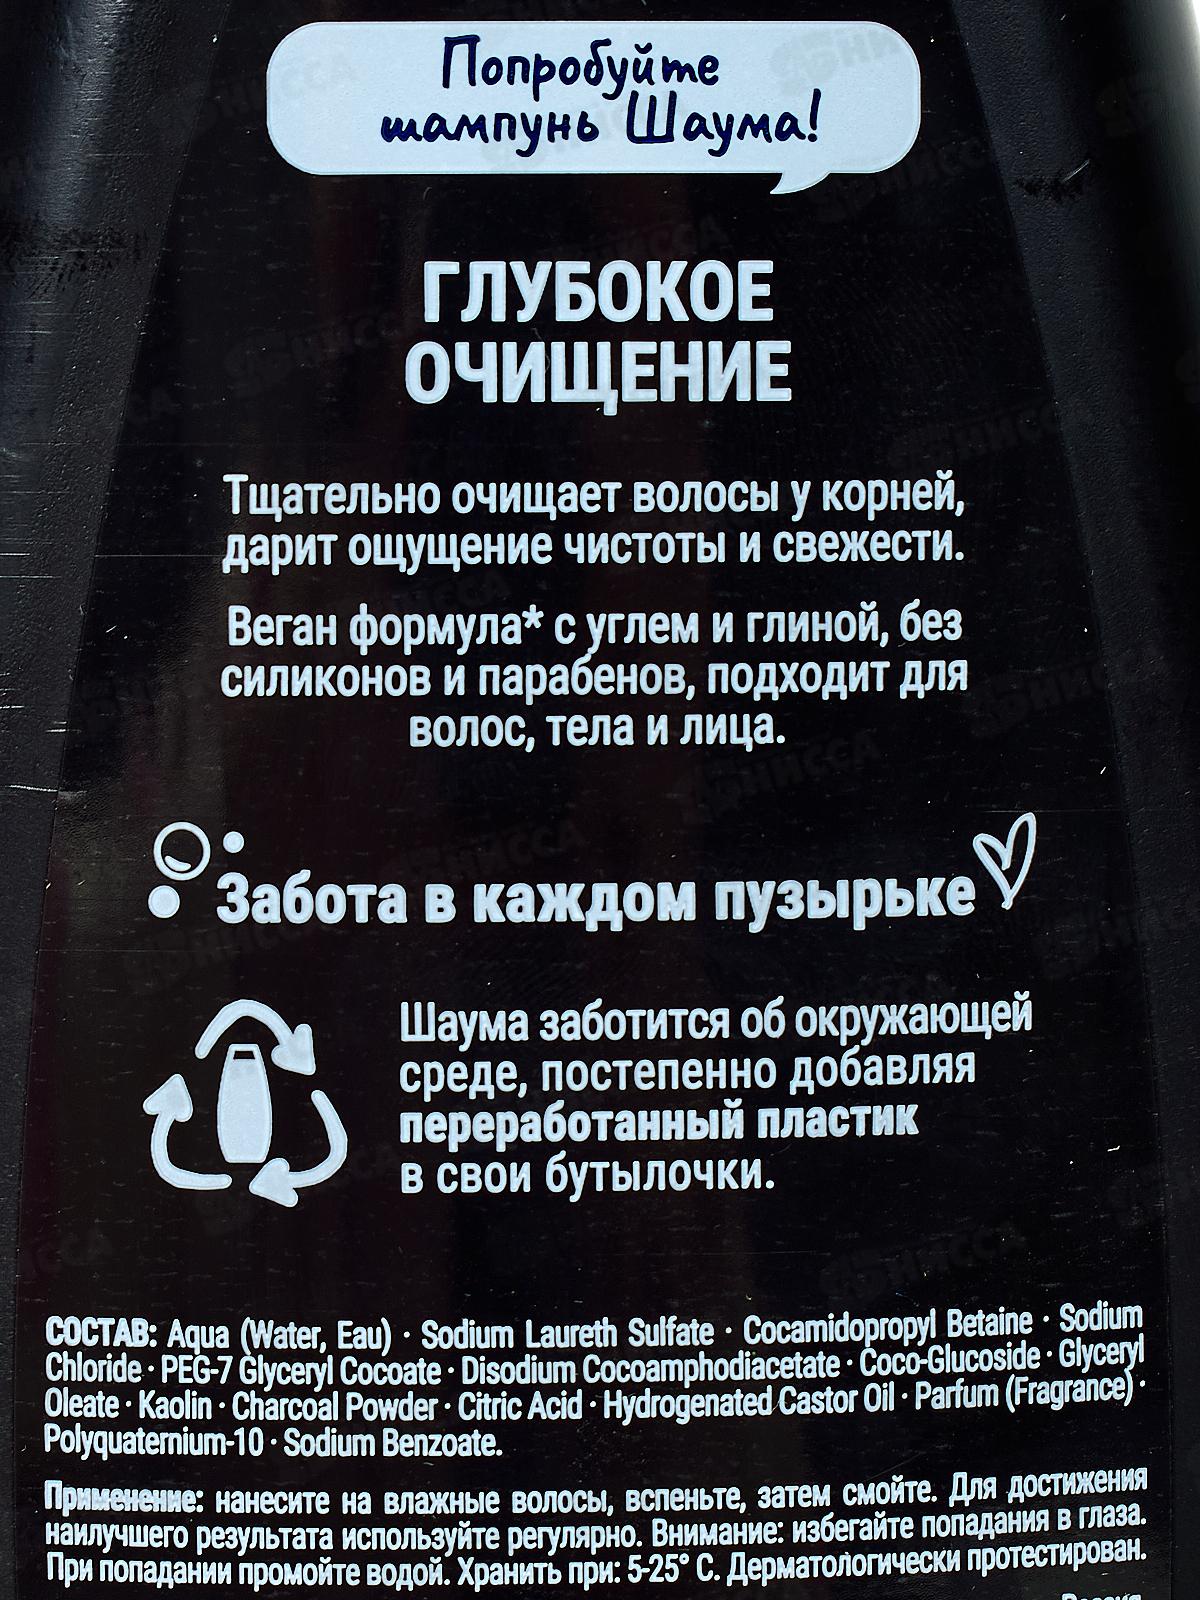 Попробуйте
шампунь Шаума!
ГЛУБОКОЕ
ОЧИЩЕНИЕ
Тщательно очищает волосы у корней,
дарит ощущение чистоты и свежести.
Веган формула* с углем и глиной, без
силиконов и парабенов, подходит для
волос, тела и лица.
Забота в каждом пузырьке
Шаума заботится об окружающей
среде, постепенно добавляя
переработанный пластик
в свои бутылочки.
СОСТАВ: Aqua (Water, Eau) · Sodium Laureth Sulfate · Cocamidopropyl Betaine · Sodium
Chloride · PEG-7 Glyceryl Cocoate · Disodium Cocoamphodiacetate · Coco-Glucoside · Glyceryl
Oleate · Kaolin · Charcoal Powder · Citric Acid · Hydrogenated Castor Oil · Parfum (Fragrance) ·
Polyquaternium-10 · Sodium Benzoate.
Применение: нанесите на влажные волосы, вспеньте, затем смойте. Для достижения
наилучшего результата используйте регулярно. Внимание: избегайте попадания в глаза.
При попадании промойте водой. Хранить при: 5-25° C. Дерматологически протестирован.